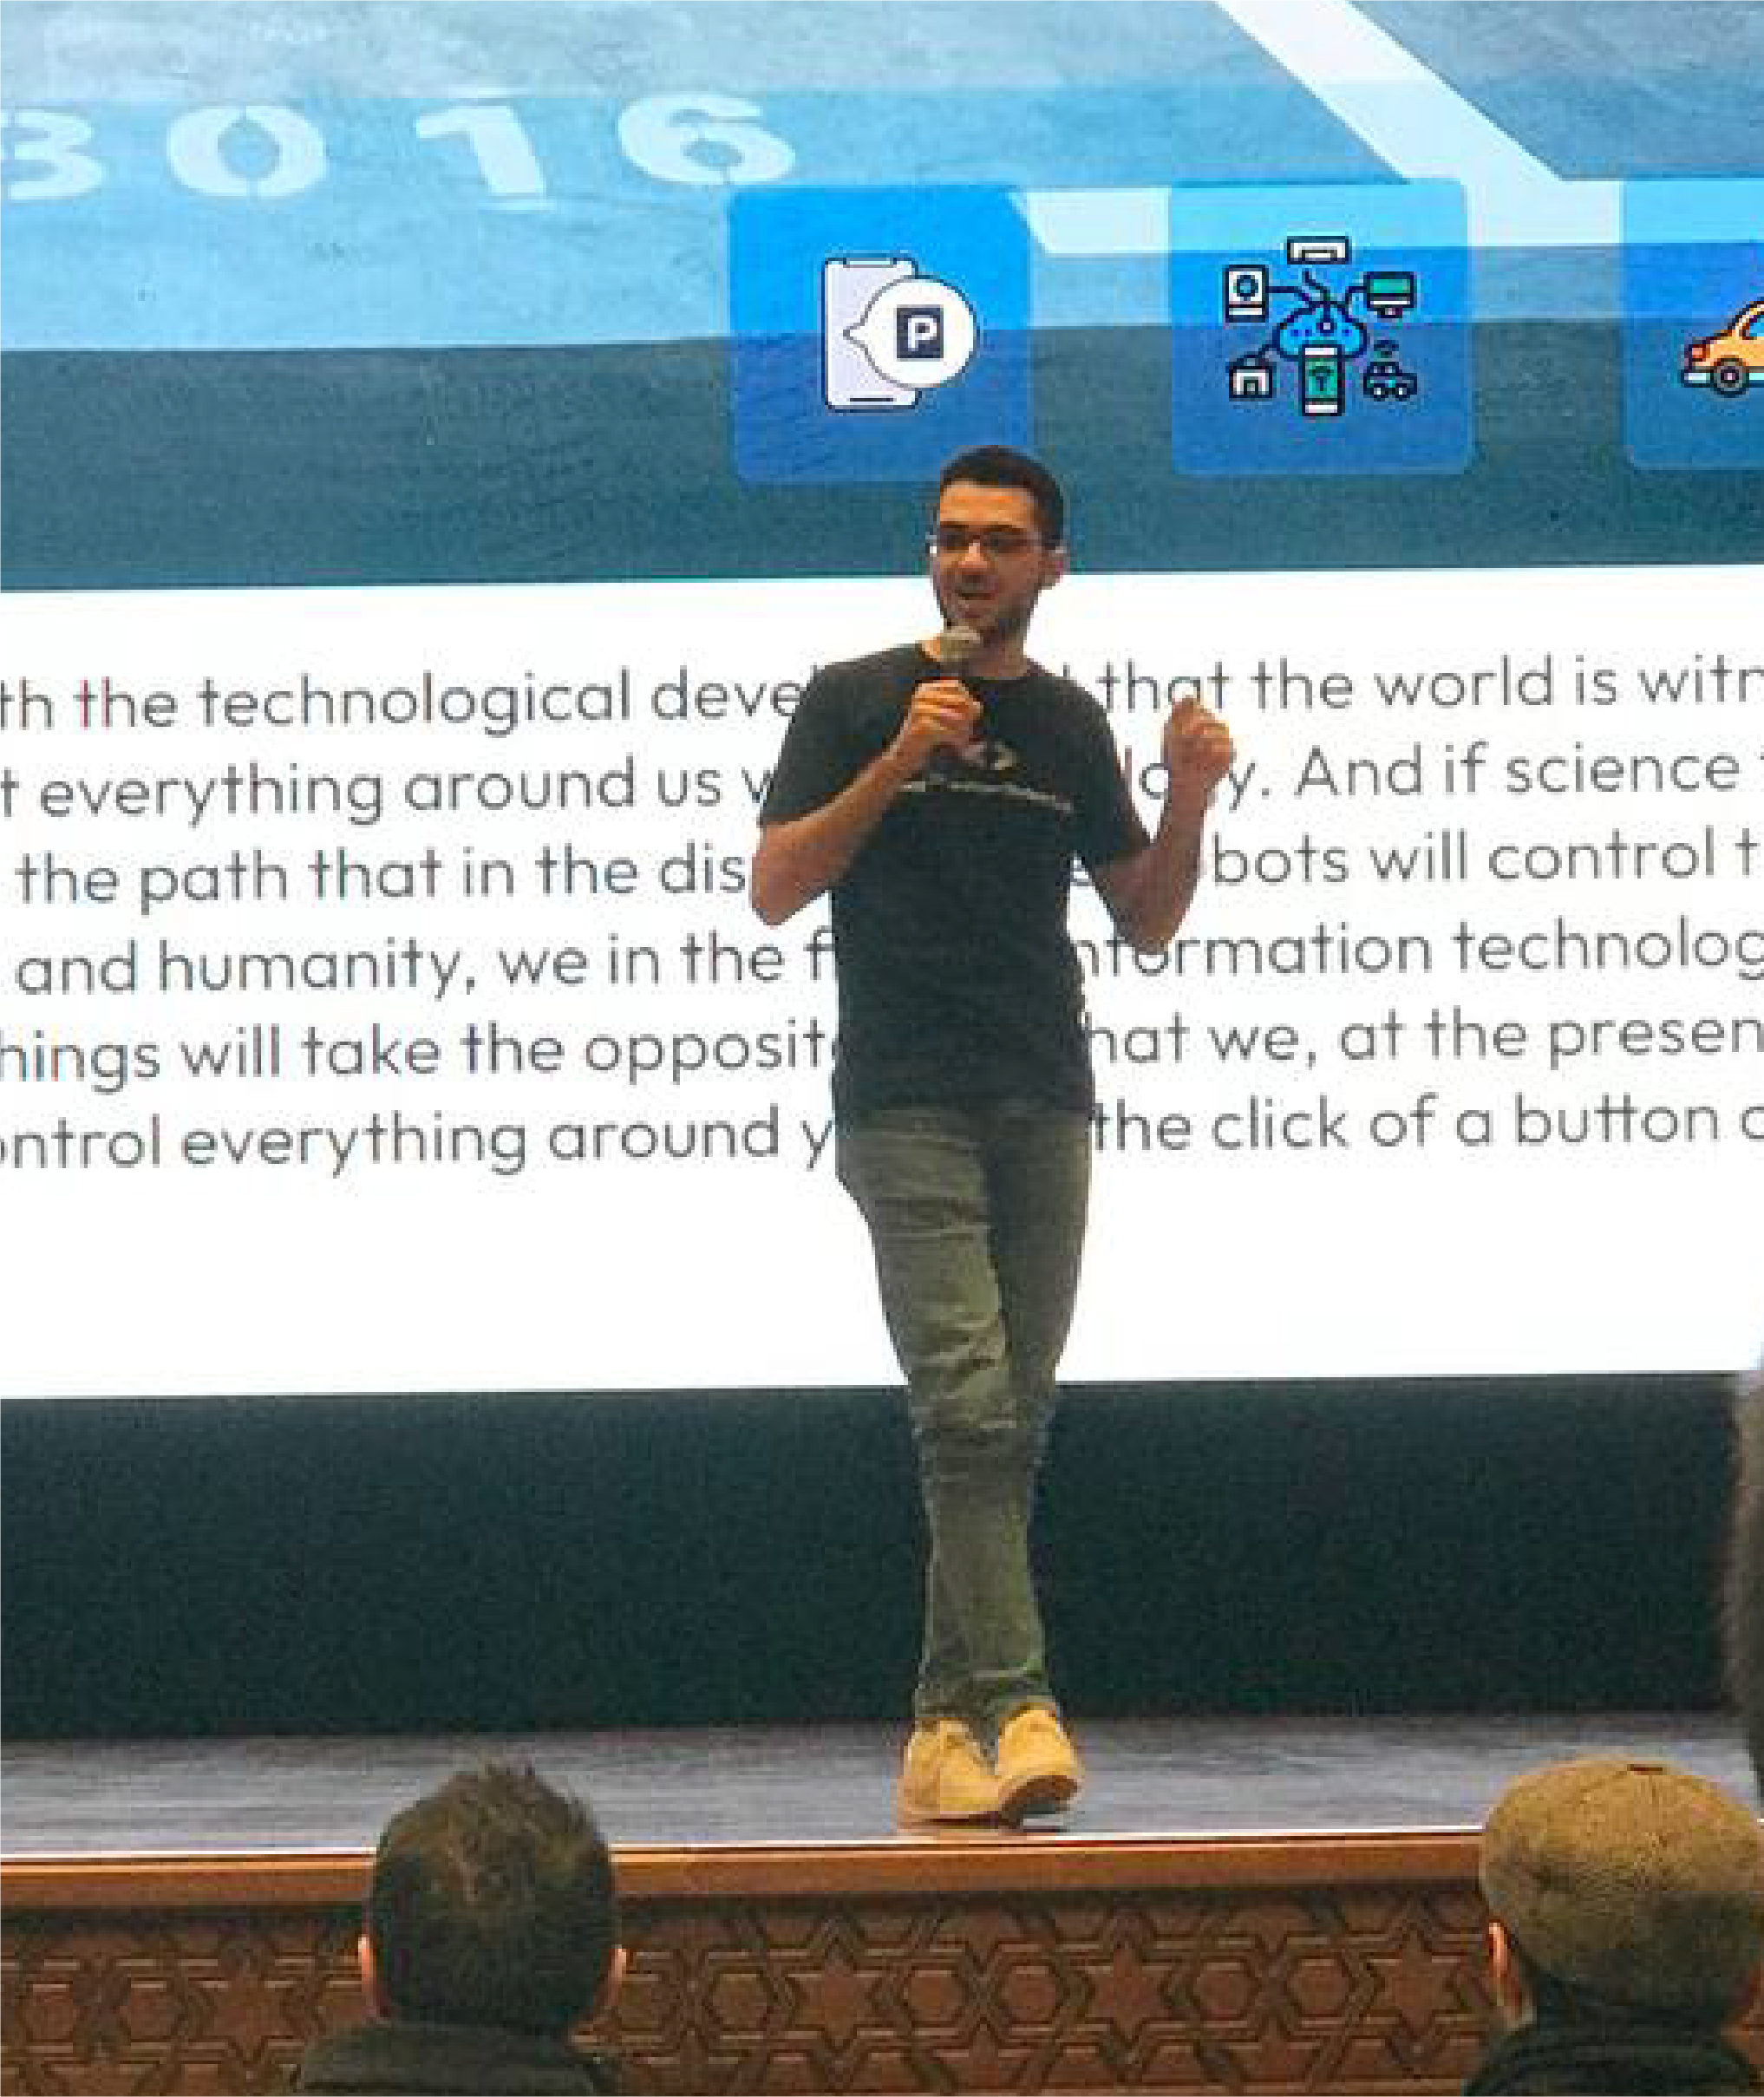 3016
P
th the technological deve that the world is witn
t everything around us w logy. And if science
the path that in the dis bots will control t
and humanity, we in the f nformation technolog
hings will take the opposit hat we, at the presen
ontrol everything around y the click of a button